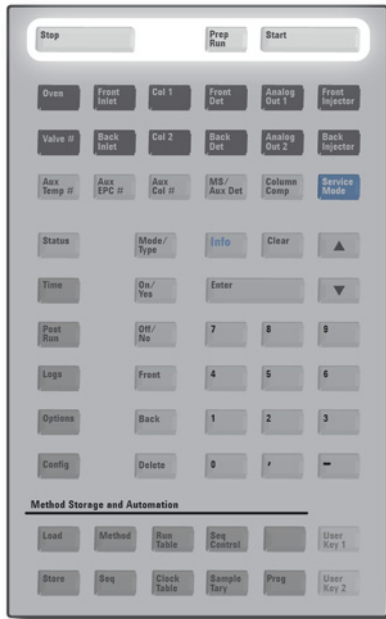 Stop
Prep
Run
Start
Oven
Front
Inlet
Col 1
Front
Det
Analog
Out 1
Front
Injector
Valve #
Back
Inlet
Col 2
Back
Det
Analog
Out 2
Back
Injector
Aux
Temp #
Aux
EPC #
Aux
Col #
MS/
Aux Det
Column
Comp
Service
Mode
Status
Mode/
Type
Info
Clear
▲
Time
On/
Yes
Enter
▼
Post
Run
Off/
No
7
8
9
Logs
Front
4
5
6
Options
Back
1
2
3
Config
Delete
0
,
-
Method Storage and Automation
Load
Method
Run
Table
Seq
Control
User
Key 1
Store
Seq
Clock
Table
Sample
Tary
Prog
User
Key 2